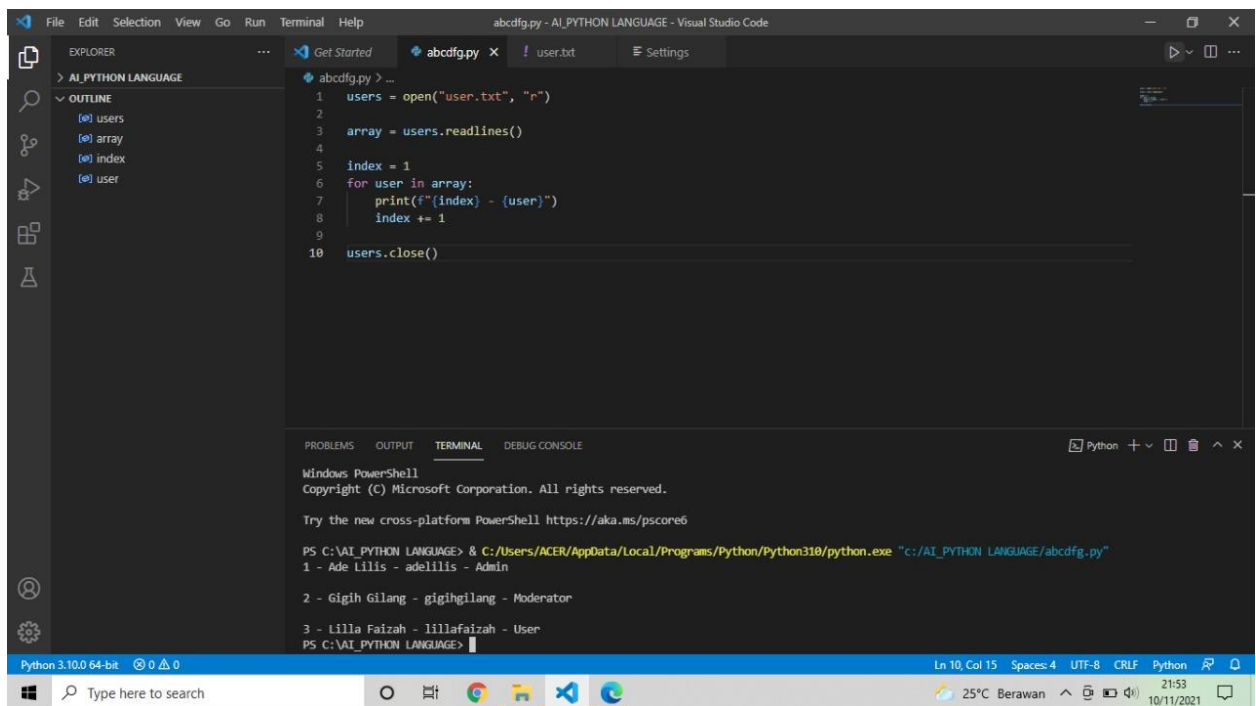 File Edit Selection View Go Run Terminal Help
abcdfg.py - AI_PYTHON LANGUAGE - Visual Studio Code
EXPLORER
AI_PYTHON LANGUAGE
OUTLINE
users
array
index
user
Get Started
abcdfg.py
! user.txt
Settings
abcdfg.py > ...
1 users = open("user.txt", "r")
2
3 array = users.readlines()
4
5 index = 1
6 for user in array:
7 print(f"{index} - {user}")
8 index += 1
9
10 users.close()
PROBLEMS OUTPUT TERMINAL DEBUG CONSOLE
Python
Windows PowerShell
Copyright (C) Microsoft Corporation. All rights reserved.
Try the new cross-platform PowerShell https://aka.ms/pscore6
PS C:\AI_PYTHON LANGUAGE> & C:/Users/ACER/AppData/Local/Programs/Python/Python310/python.exe "c:/AI_PYTHON LANGUAGE/abcdfg.py"
1 - Ade Lilis - adelilis - Admin
2 - Gigih Gilang - gigihgilang - Moderator
3 - Lilla Faizah - lillafaizah - User
PS C:\AI_PYTHON LANGUAGE>
Python 3.10.0 64-bit 0 0
Ln 10, Col 15 Spaces: 4 UTF-8 CRLF Python
Type here to search
25°C Berawan
21:53
10/11/2021